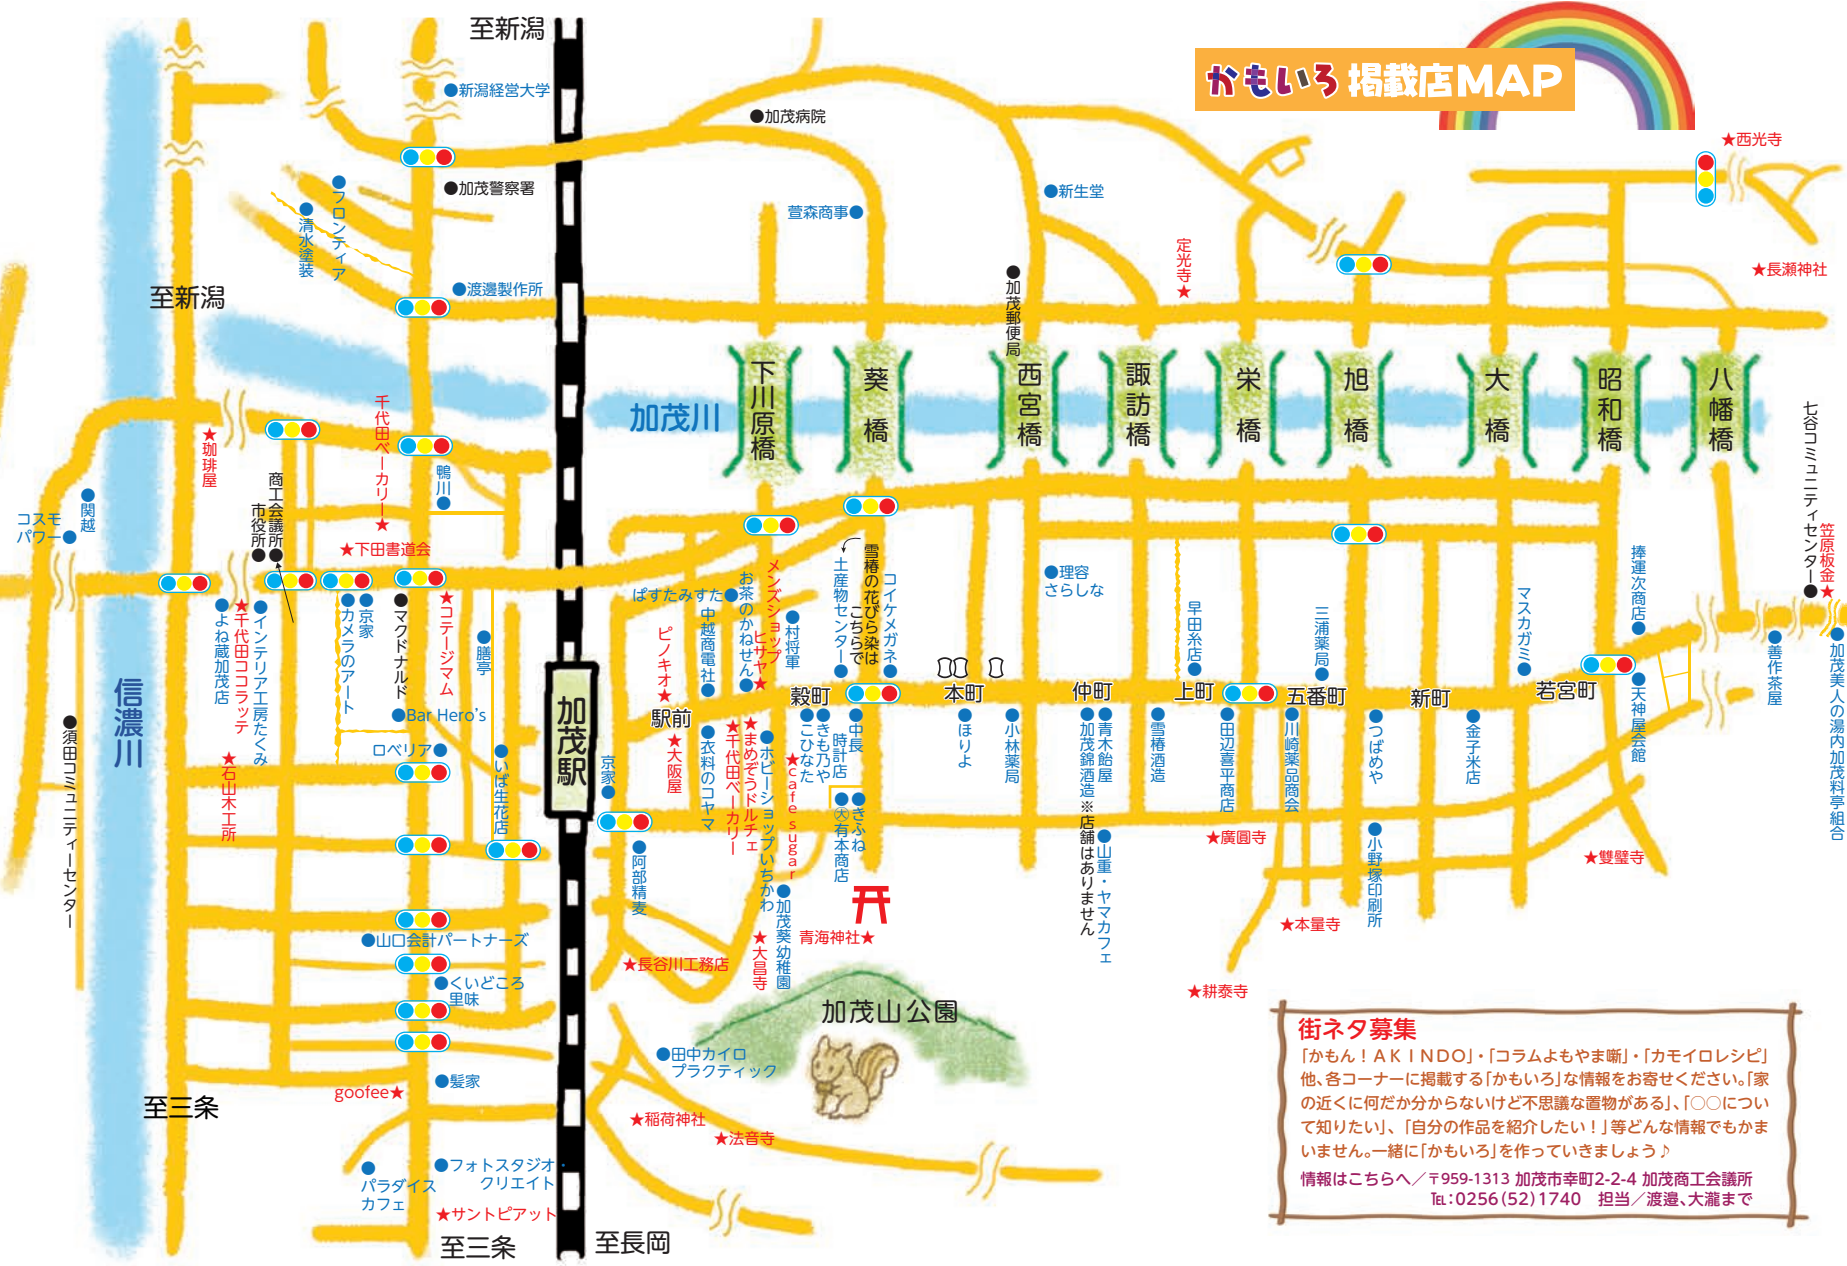 かもいろ 掲載店MAP
至新潟
●新潟経営大学
●加茂病院
★西光寺
●加茂警察署
●フロンティア
●清水塗装
萱森商事●
●新生堂
定光寺★
★長瀬神社
●加茂郵便局
●渡邊製作所
至新潟
加茂川
下川原橋
葵橋
西宮橋
諏訪橋
栄橋
旭橋
大橋
昭和橋
八幡橋
七谷コミュニティセンター●
笠原板金★
千代田ベーカリー★
★珈琲屋
鴨川●
商工会議所●
市役所●
●関越
コスモ
パワー●
★下田書道会
●よね蔵加茂店
★千代田ココラッテ
●インテリア工房たくみ
●カメラのアート
●京家
●マクドナルド
★コテージマム
●膳亭
●Bar Hero's
ロベリア●
●いば生花店
★石山木工所
信濃川
●須田コミュニティーセンター
加茂駅
ぱすたみすた●
お茶のかねせん●
メンズショップ
ヒサヤ★
●村将軍
土産物センター●
雪椿の花びら染は
こちらで
コイケメガネ●
●理容
さらしな
早田糸店●
三浦薬局●
マスカガミ●
捧運次商店●
●天神屋会館
●善作茶屋
●加茂美人の湯内加茂料亭組合
ピノキオ★
中越商電社●
駅前
穀町
本町
仲町
上町
五番町
新町
若宮町
★大阪屋
●衣料のコヤマ
★千代田ベーカリー
★まめぞうドルチェ
●ホビーショップいちかわ
★cafe sugar
●こひなた
●きも乃や
●中長
時計店
●㊛有本商店
●きふね
●ほりよ
●小林薬局
●加茂錦酒造※店舗はありません
●青木飴屋
●山重・ヤマカフェ
●雪椿酒造
●田辺喜平商店
●川崎薬品商会
●つばめや
●金子米店
京家●
●阿部精麦
★廣圓寺
●小野塚印刷所
★雙璧寺
★本量寺
★耕泰寺
●加茂葵幼稚園
青海神社★
★大昌寺
★長谷川工務店
加茂山公園
●山口会計パートナーズ
●くいどころ
里味
●髪家
goofee★
至三条
●田中カイロ
プラクティック
★稲荷神社
★法音寺
●フォトスタジオ
クリエイト
●
パラダイス
カフェ
★サントピアット
至三条
至長岡
街ネタ募集
「かもん！AKINDO」・「コラムよもやま噺」・「カモイロレシピ」
他、各コーナーに掲載する「かもいろ」な情報をお寄せください。「家
の近くに何だか分からないけど不思議な置物がある」、「○○につい
て知りたい」、「自分の作品を紹介したい！」等どんな情報でもかま
いません。一緒に「かもいろ」を作っていきましょう♪
情報はこちらへ／〒959-1313 加茂市幸町2-2-4 加茂商工会議所
℡：0256（52）1740　担当／渡邉、大瀧まで